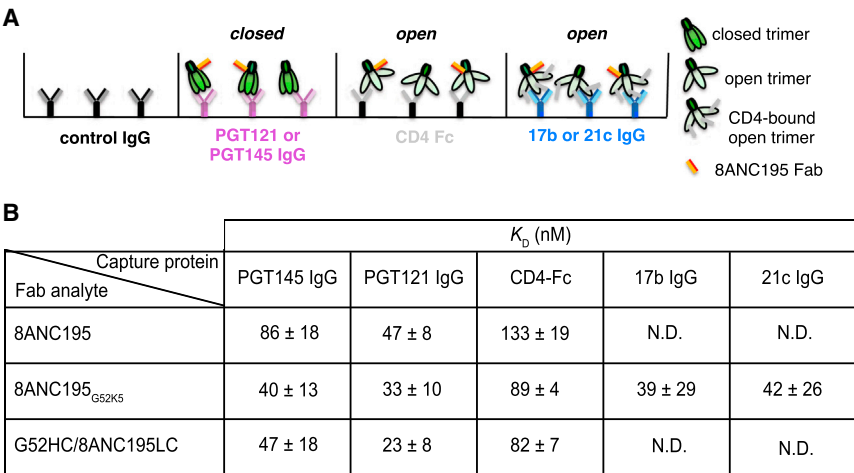 A
closed
open
open
control IgG
PGT121 or
PGT145 IgG
CD4 Fc
17b or 21c IgG
closed trimer
open trimer
CD4-bound
open trimer
8ANC195 Fab
B
K_D (nM)
Capture protein
Fab analyte
PGT145 IgG PGT121 IgG CD4-Fc 17b IgG 21c IgG
8ANC195 86 ± 18 47 ± 8 133 ± 19 N.D. N.D.
8ANC195_G52K5 40 ± 13 33 ± 10 89 ± 4 39 ± 29 42 ± 26
G52HC/8ANC195LC 47 ± 18 23 ± 8 82 ± 7 N.D. N.D.